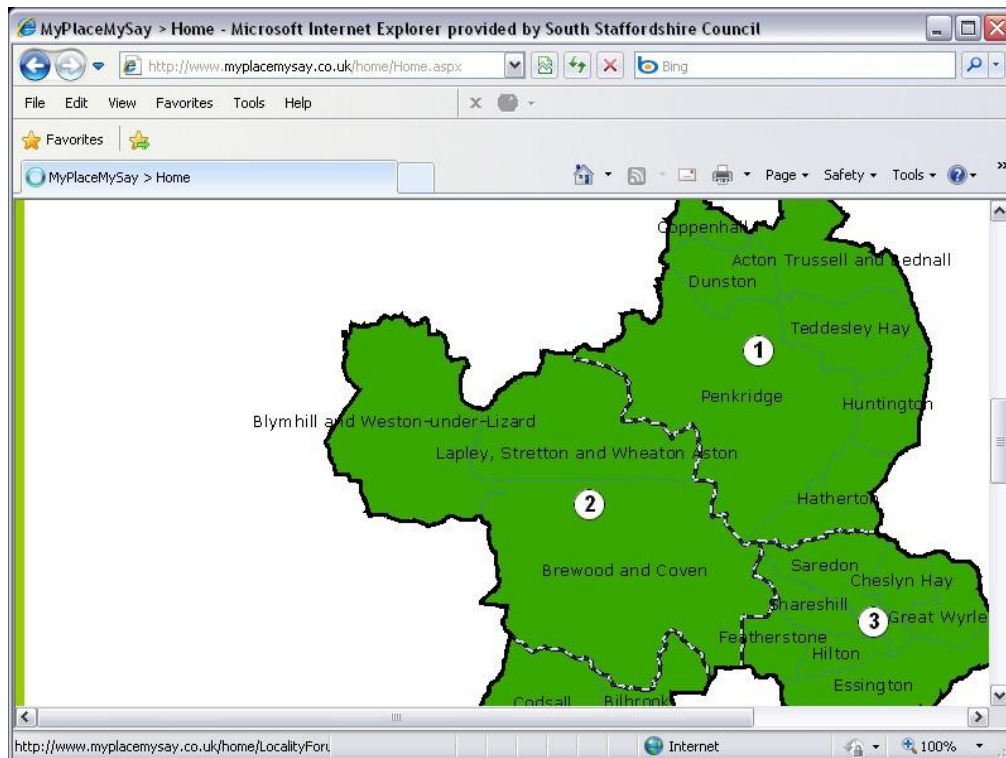 MyPlaceMySay > Home - Microsoft Internet Explorer provided by South Staffordshire Council
http://www.myplacemysay.co.uk/home/Home.aspx
Bing
File Edit View Favorites Tools Help
x
Favorites
MyPlaceMySay > Home
Page Safety Tools
Coppenhall
Acton Trussell and Bednall
Dunston
Teddesley Hay
1
Penkridge
Huntington
Blymhill and Weston-under-Lizard
Lapley, Stretton and Wheaton Aston
Hatherton
2
Brewood and Coven
Saredon
Cheslyn Hay
Shareshill
3
Great Wyrle
Featherstone
Hilton
Essington
Codsall
Bilbrook
http://www.myplacemysay.co.uk/home/LocalityForu
Internet
100%